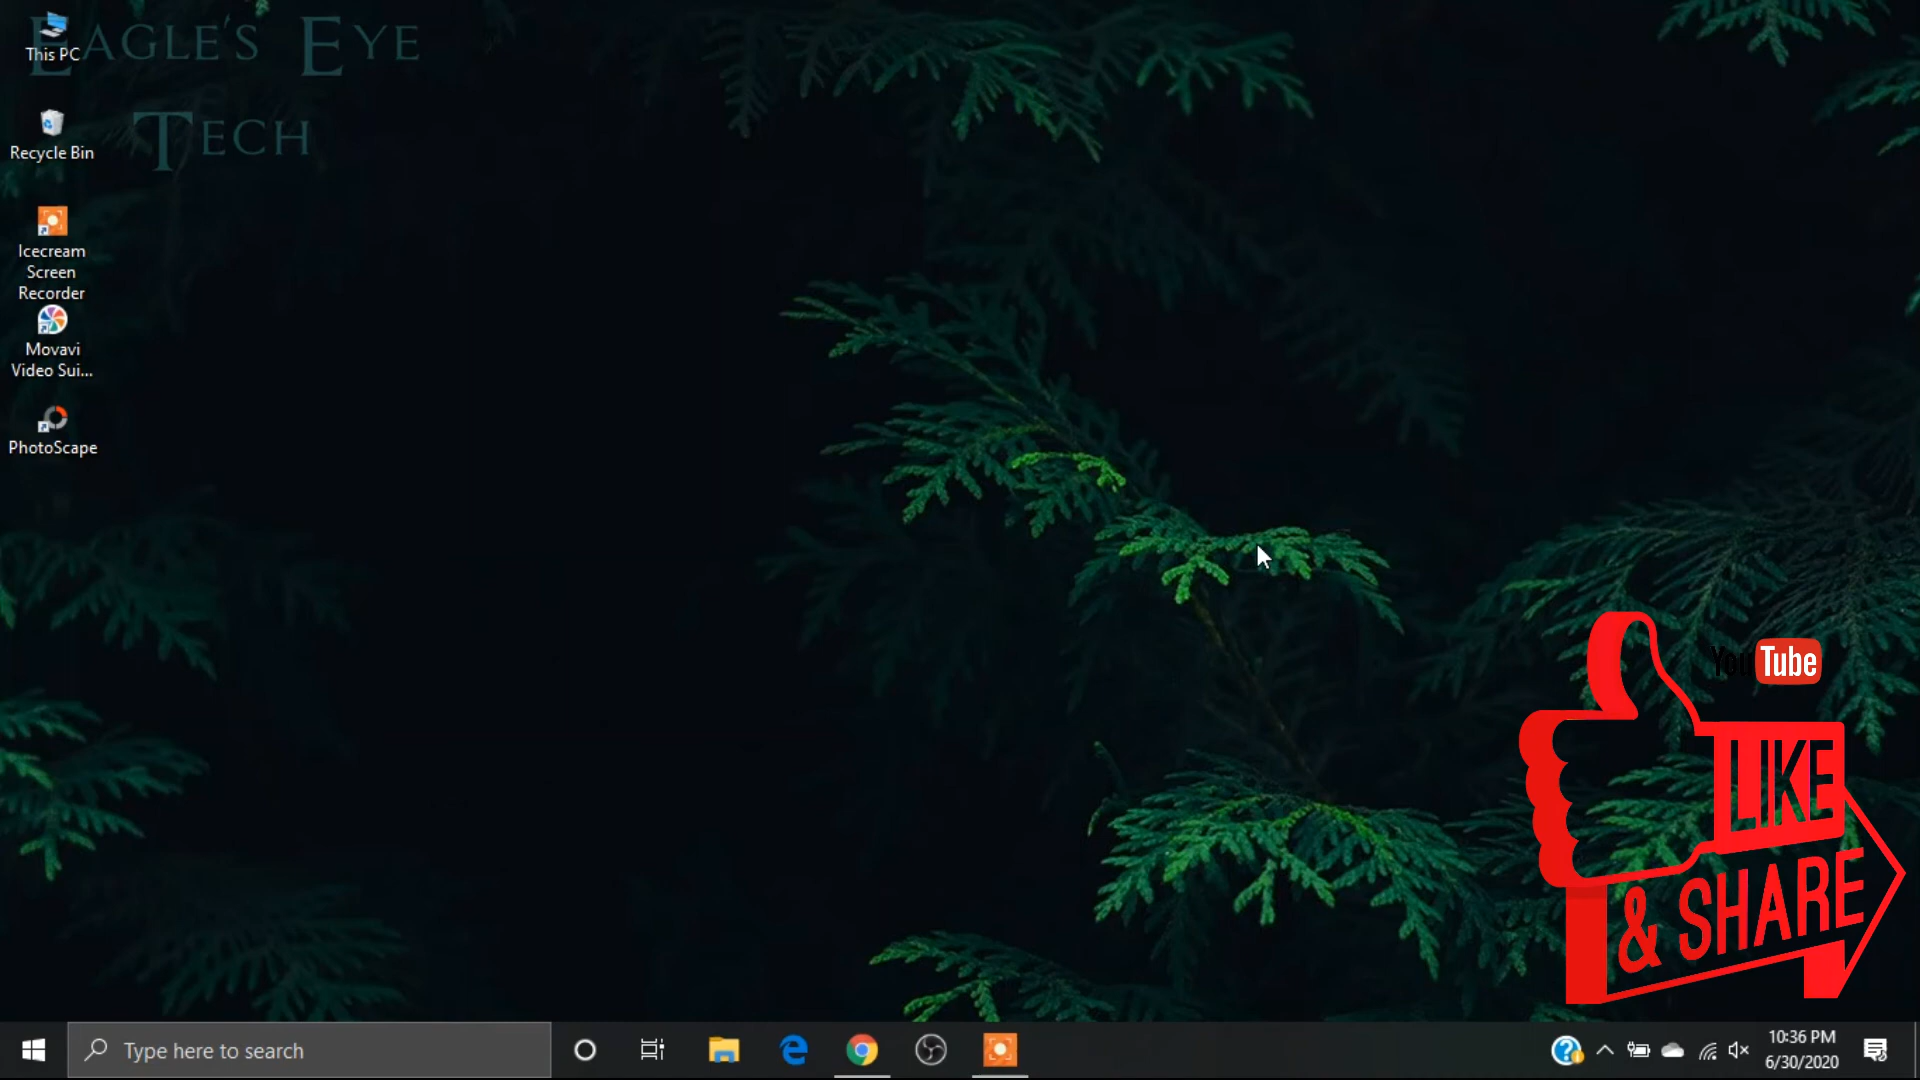 EAGLE'S EYE
TECH
This PC
Recycle Bin
Icecream
Screen
Recorder
Movavi
Video Sui...
PhotoScape
YouTube
LIKE
& SHARE
Type here to search
10:36 PM
6/30/2020